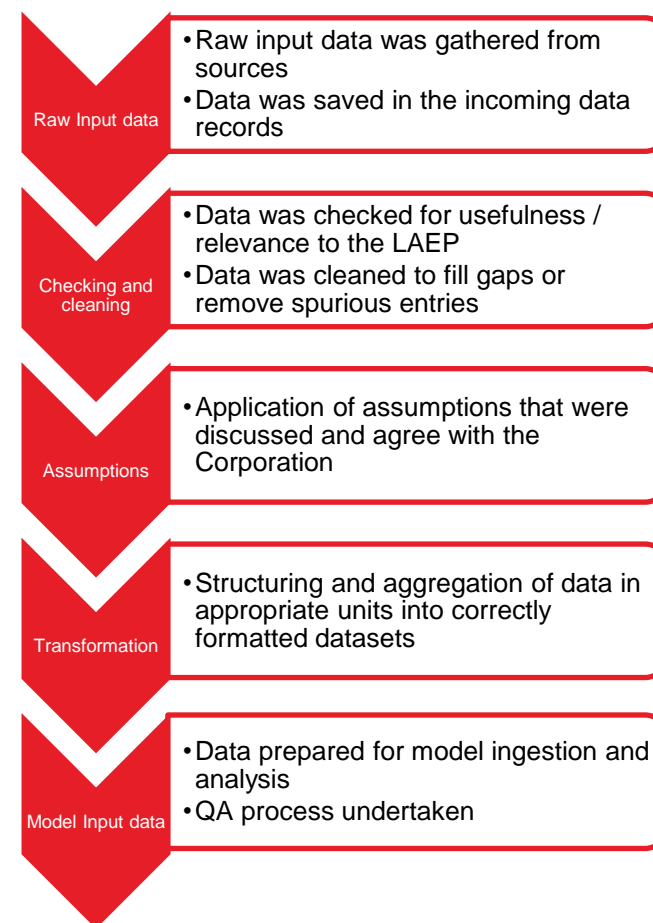 Raw Input data
•Raw input data was gathered from
sources
•Data was saved in the incoming data
records
Checking and
cleaning
•Data was checked for usefulness /
relevance to the LAEP
•Data was cleaned to fill gaps or
remove spurious entries
Assumptions
•Application of assumptions that were
discussed and agree with the
Corporation
Transformation
•Structuring and aggregation of data in
appropriate units into correctly
formatted datasets
Model Input data
•Data prepared for model ingestion and
analysis
•QA process undertaken